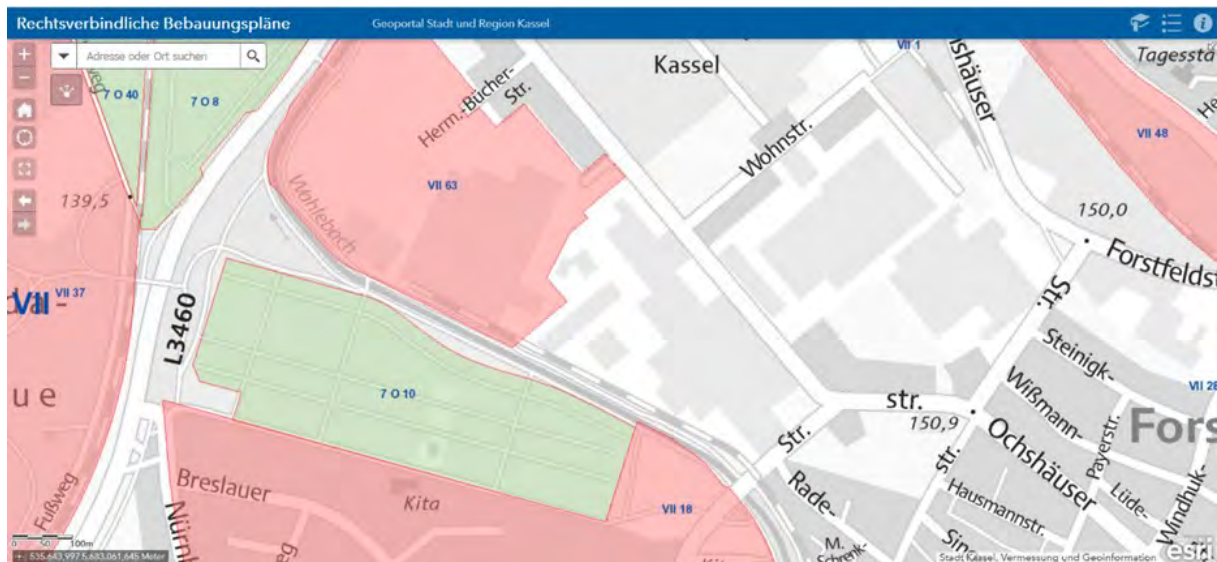 Rechtsverbindliche Bebauungspläne
Geoportal Stadt und Region Kassel
Adresse oder Ort suchen
7 O 40
7 O 8
139,5
Herm.-Bücher-
Str.
Kassel
VII 1
Tagesstä
VII 48
Wohnstr.
VII 63
Wahlebach
150,0
Forstfeldst
Str.
VII
VII 37
L3460
u e
7 O 10
Steinigk-
Wißmann-
VII 28
str.
150,9
Fors
Ochshäuser
Payerstr.
Str.
str.
Lüde-
Windhuk-
Rade-
Hausmannstr.
Breslauer
Kita
VII 18
Fußweg
M.
Schrenk-
0 50 100m
Stadt Kassel, Vermessung und Geoinformation
esri